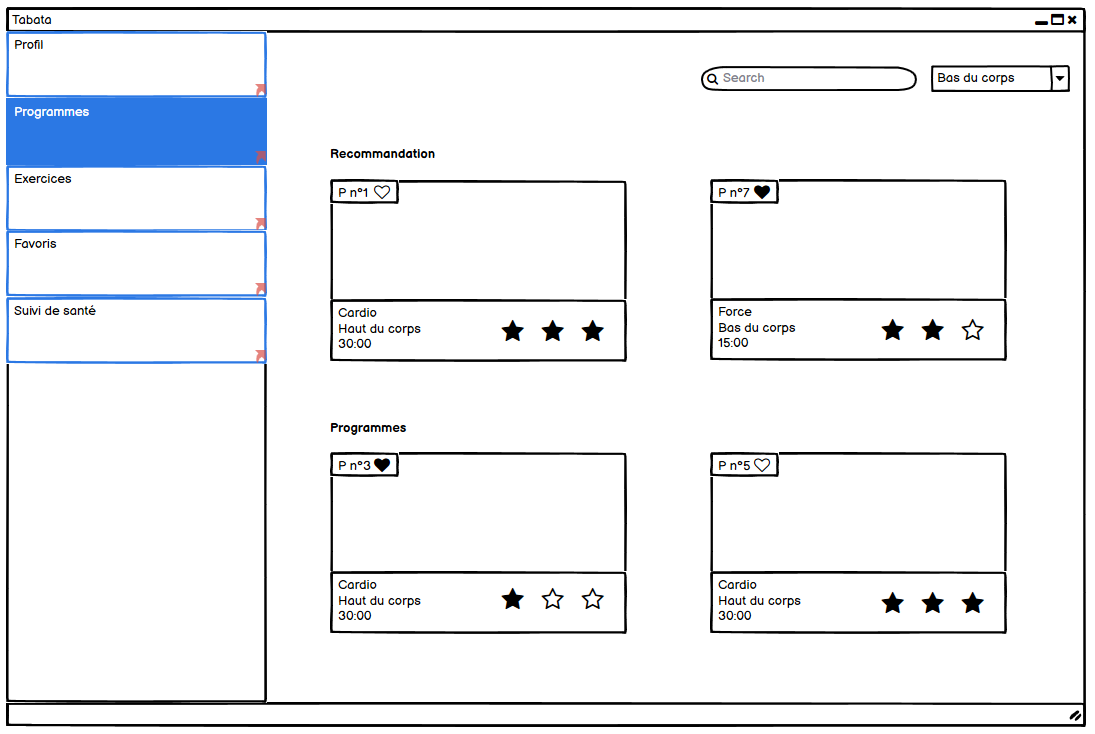 Tabata
Profil
Programmes
Exercices
Favoris
Suivi de santé
Search
Bas du corps
Recommandation
P n°1
Cardio
Haut du corps
30:00
P n°7
Force
Bas du corps
15:00
Programmes
P n°3
Cardio
Haut du corps
30:00
P n°5
Cardio
Haut du corps
30:00